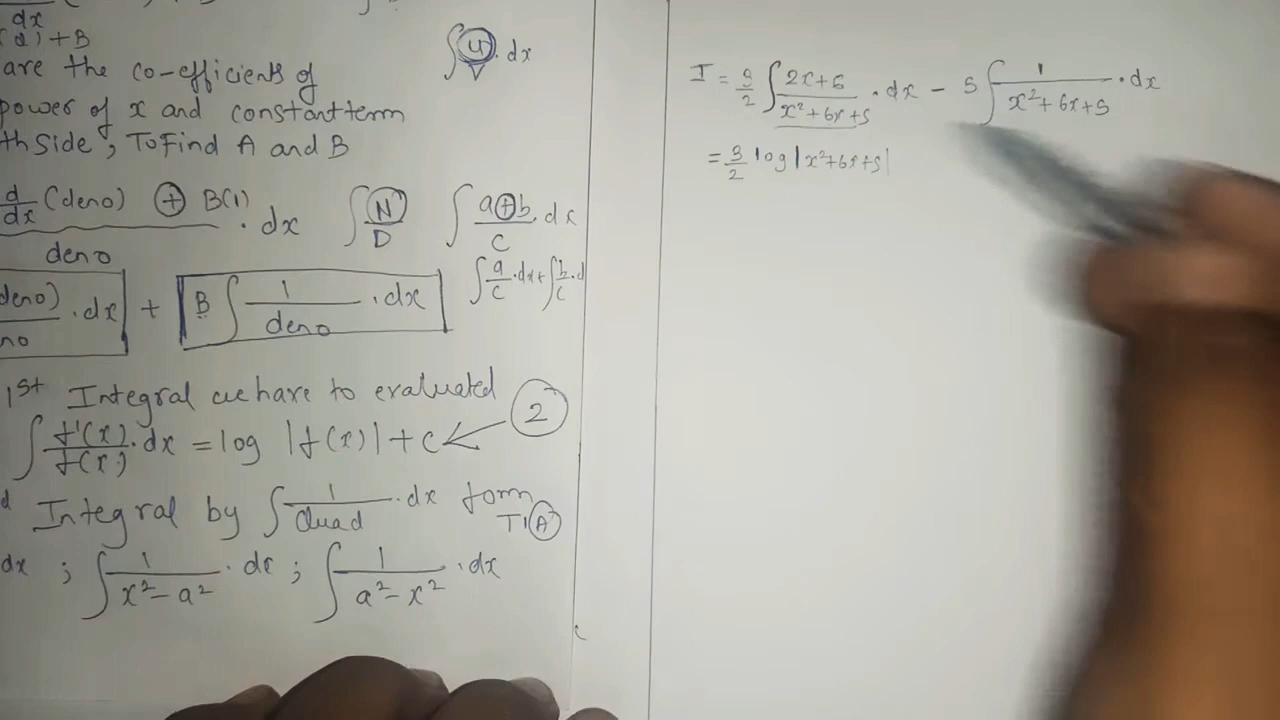 dx
(d) + B
are the co-efficients of
power of x and constant term
th side, To Find A and B
∫ u/v . dx
d/dx (deno) + B(1) / deno . dx
∫ N/D
∫ a+b/c dx
∫ a/c . dx + ∫ b/c . d
deno) / no . dx + B ∫ 1/deno . dx
1st Integral we have to evaluated
∫ f'(x)/f(x) . dx = log |f(x)| + c
2
d Integral by ∫ 1/Quad . dx form
T1 A
dx ; ∫ 1/x²-a² . dx ; ∫ 1/a²-x² . dx
I = 3/2 ∫ 2x+6/x²+6x+5 . dx - 5 ∫ 1/x²+6x+5 . dx
= 3/2 log |x²+6x+5|